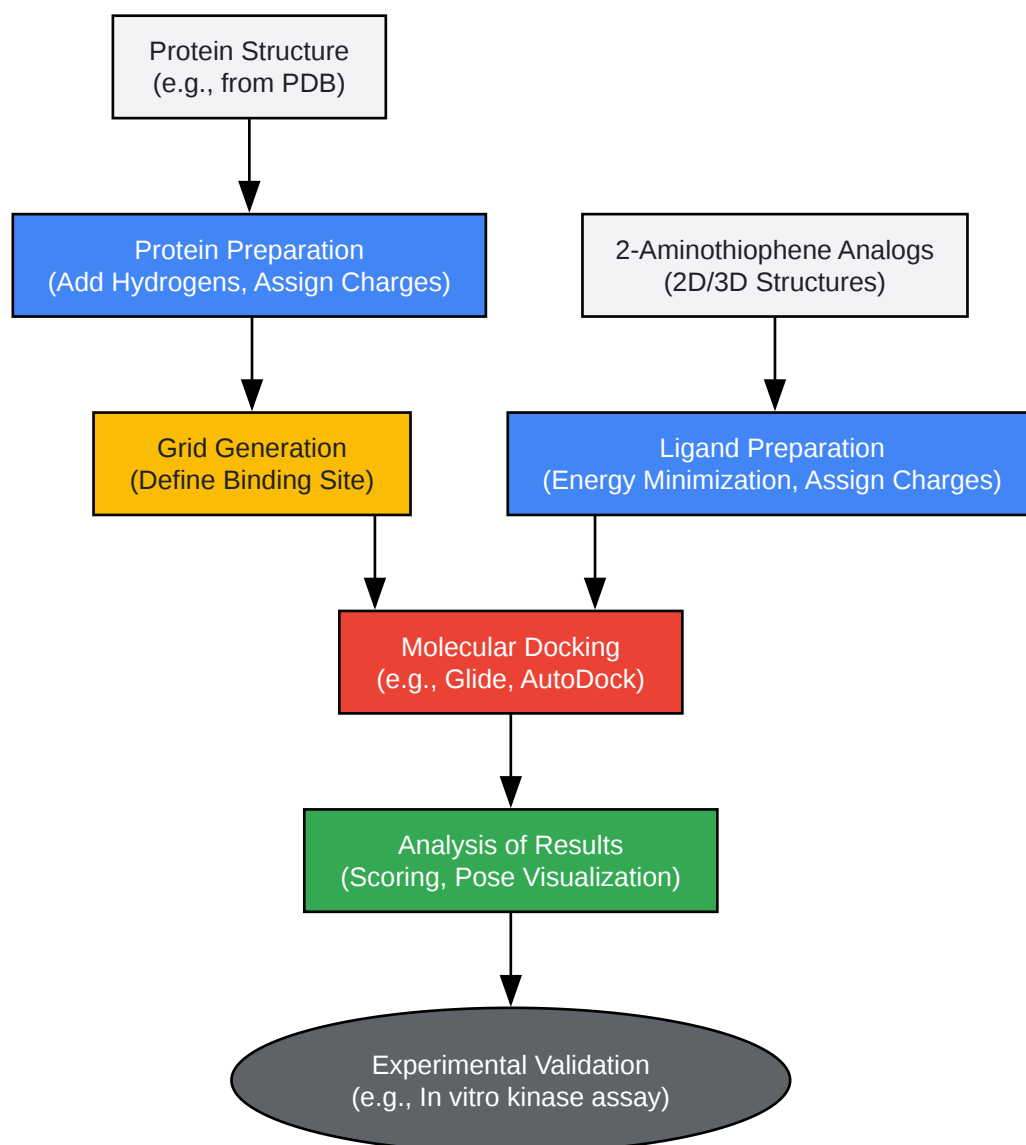 Protein Structure
(e.g., from PDB)
Protein Preparation
(Add Hydrogens, Assign Charges)
2-Aminothiophene Analogs
(2D/3D Structures)
Grid Generation
(Define Binding Site)
Ligand Preparation
(Energy Minimization, Assign Charges)
Molecular Docking
(e.g., Glide, AutoDock)
Analysis of Results
(Scoring, Pose Visualization)
Experimental Validation
(e.g., In vitro kinase assay)